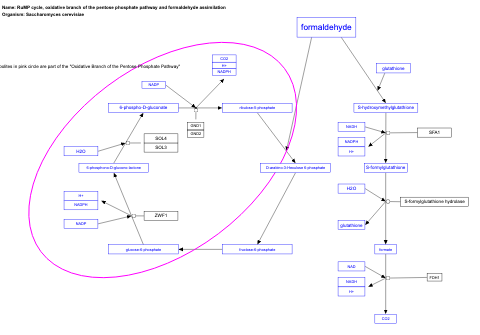 Name: RuMP cycle, oxidative branch of the pentose phosphate pathway and formaldehyde assimilation
Organism: Saccharomyces cerevisiae
formaldehyde
olites in pink circle are part of the "Oxidative Branch of the Pentose Phosphate Pathway"
CO2
H+
NADPH
glutathione
NADP
6-phospho-D-gluconate
ribulose-5-phosphate
S-hydroxymethylglutathione
GND1
GND2
NADH
SFA1
NADPH
H+
SOL4
SOL3
H2O
6-phosphono-D-glucono-lactone
D-arabino-3-Hexulose 6-phosphate
S-formylglutathione
H2O
S-formylglutathione hydrolase
H+
NADPH
ZWF1
NADP
glutathione
glucose-6-phosphate
fructose-6-phosphate
formate
NAD
NADH
H+
FDH1
CO2